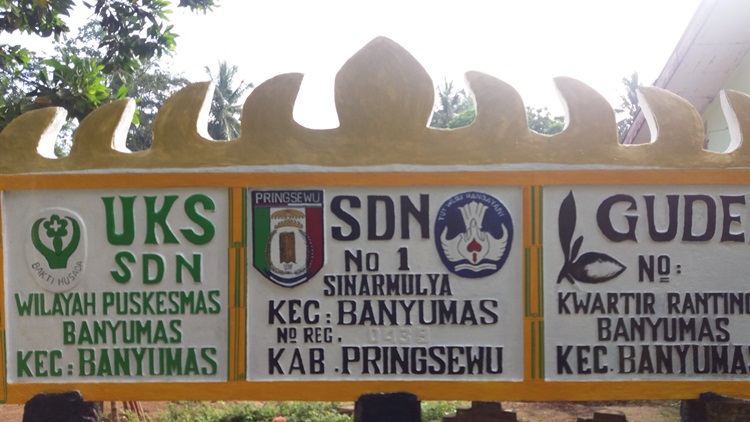 BAKTI HUSADA
UKS
SDN
WILAYAH PUSKESMAS
BANYUMAS
KEC: BANYUMAS
PRINGSEWU
SDN
TUT WURI HANDAYANI
No 1
SINARMULYA
KEC: BANYUMAS
No REG.
KAB. PRINGSEWU
GUDE
No:
KWARTIR RANTING
BANYUMAS
KEC. BANYUMAS